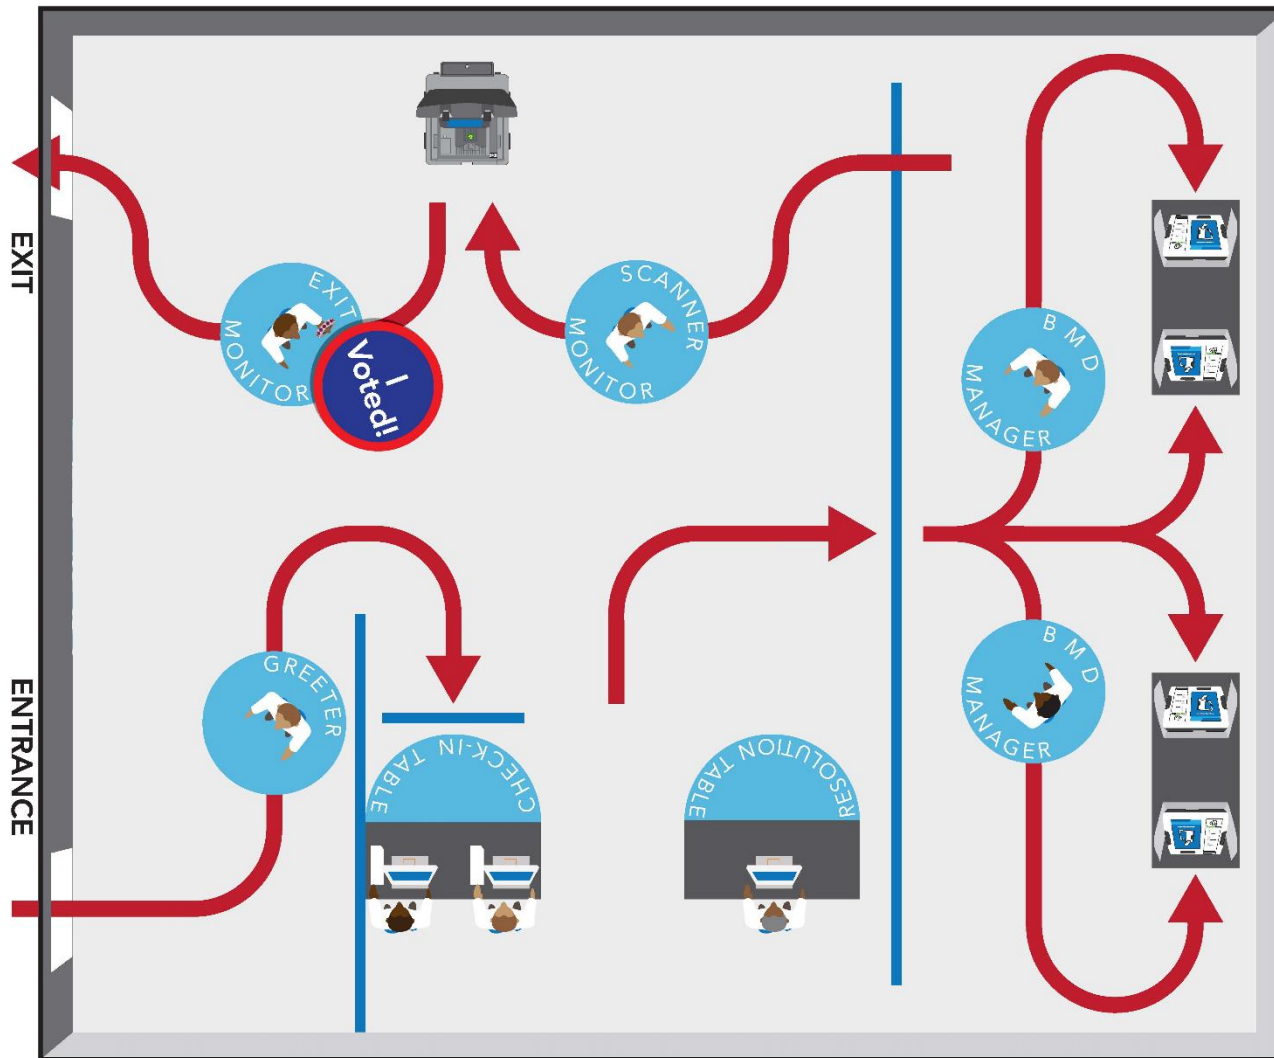 EXIT
ENTRANCE
EXIT
MONITOR
I
Voted!
SCANNER
MONITOR
BMD
MANAGER
GREETER
CHECK-IN TABLE
RESOLUTION TABLE
BMD
MANAGER